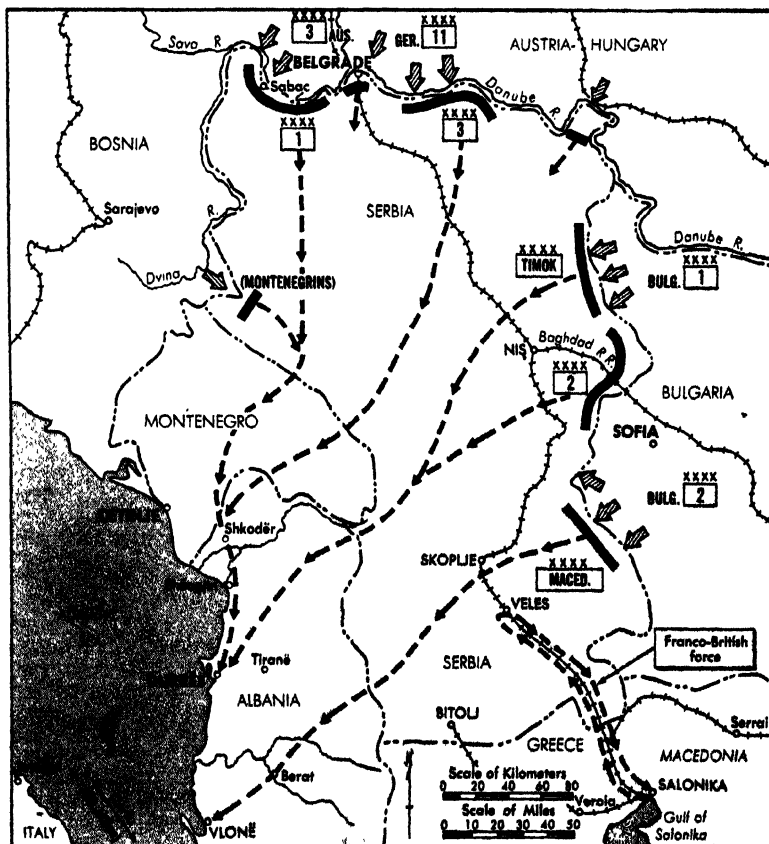 XXXX
3 AUS.
XXXX
GER. 11
AUSTRIA-HUNGARY
Sava R.
BELGRADE
Sabac
Danube R.
XXXX
1
XXXX
3
BOSNIA
Sarajevo
R.
SERBIA
Dvina
(MONTENEGRINS)
XXXX
TIMOK
Danube R.
XXXX
BULG. 1
NIŠ
Baghdad R.R.
XXXX
2
BULGARIA
MONTENEGRO
SOFIA
XXXX
BULG. 2
Shkodër
SKOPLJE
XXXX
MACED.
VELES
Franco-British
force
Tiranë
SERBIA
ALBANIA
BITOLJ
GREECE
Serrai
MACEDONIA
Berat
Scale of Kilometers
0 10 20 40 60 80
Scale of Miles
0 10 20 30 40 50
Veroia
SALONIKA
Gulf of
Salonika
ITALY
VLONË